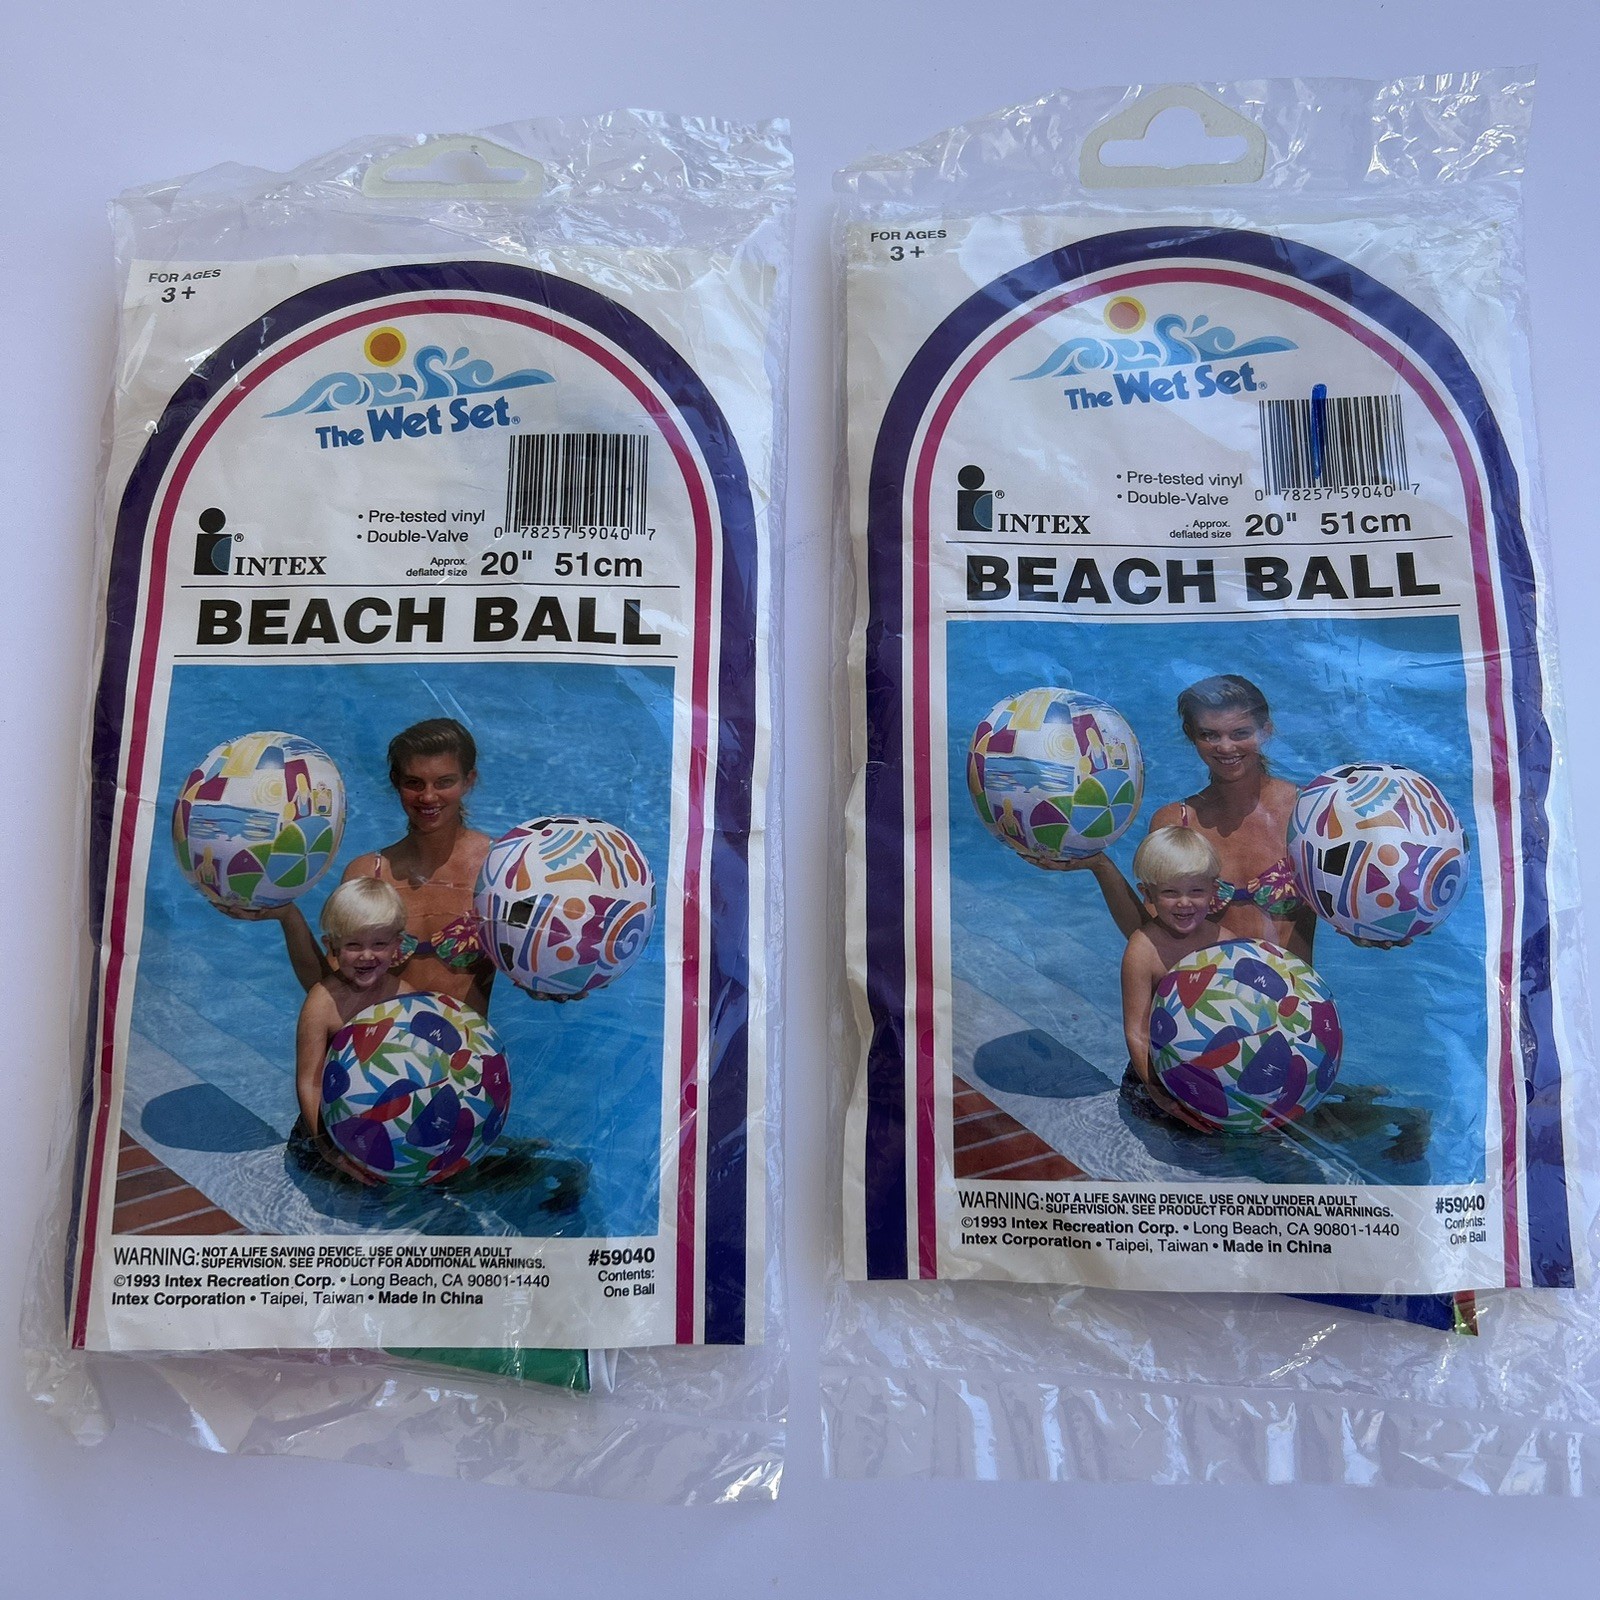 FOR AGES
3+
The Wet Set®
• Pre-tested vinyl
• Double-Valve
0 78257 59040 7
® INTEX
Approx.
deflated size 20" 51cm
BEACH BALL
WARNING: NOT A LIFE SAVING DEVICE. USE ONLY UNDER ADULT
SUPERVISION. SEE PRODUCT FOR ADDITIONAL WARNINGS.
©1993 Intex Recreation Corp. • Long Beach, CA 90801-1440
Intex Corporation • Taipei, Taiwan • Made in China
#59040
Contents:
One Ball
FOR AGES
3+
The Wet Set®
• Pre-tested vinyl
• Double-Valve
0 78257 59040 7
® INTEX
Approx.
deflated size 20" 51cm
BEACH BALL
WARNING: NOT A LIFE SAVING DEVICE. USE ONLY UNDER ADULT
SUPERVISION. SEE PRODUCT FOR ADDITIONAL WARNINGS.
©1993 Intex Recreation Corp. • Long Beach, CA 90801-1440
Intex Corporation • Taipei, Taiwan • Made in China
#59040
Contents:
One Ball